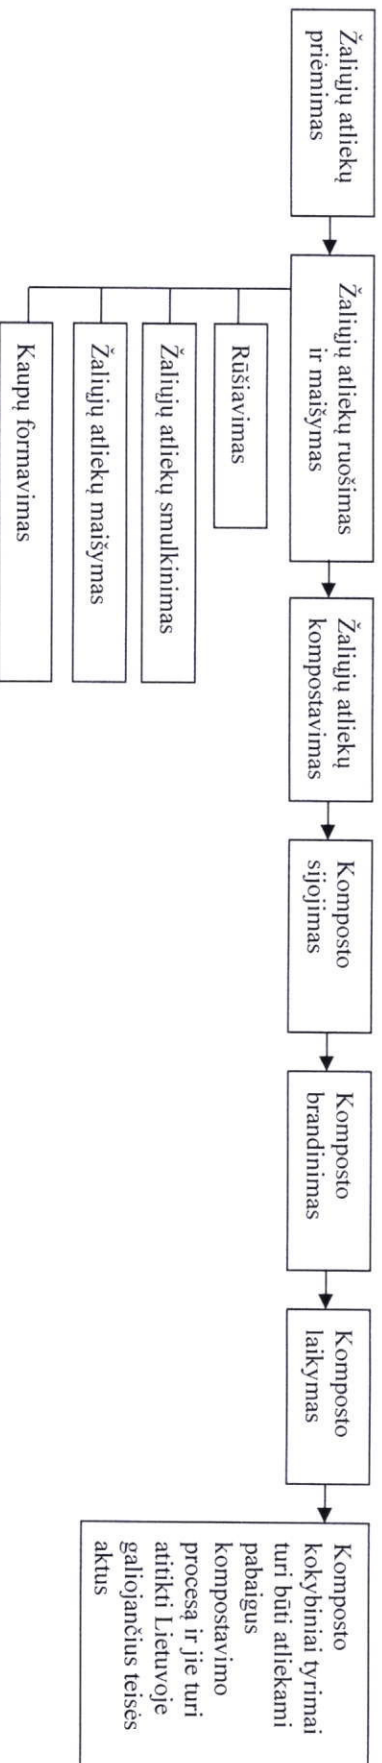 Žaliųjų atliekų
priėmimas
Žaliųjų atliekų ruošimas
ir maišymas
Rūšiavimas
Žaliųjų atliekų smulkinimas
Žaliųjų atliekų maišymas
Kaupų formavimas
Žaliųjų atliekų
kompostavimas
Komposto
sijojimas
Komposto
brandinimas
Komposto
laikymas
Komposto
kokybiniai tyrimai
turi būti atliekami
pabaigus
kompostavimo
procesą ir jie turi
atitikti Lietuvoje
galiojančius teisės
aktus